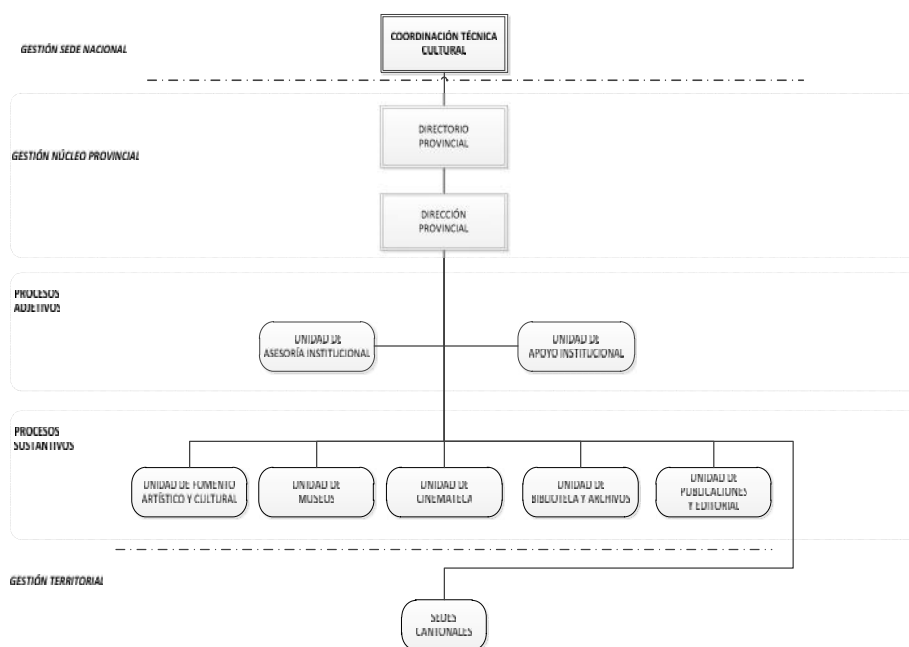 COORDINACIÓN TÉCNICA
CULTURAL
GESTIÓN SEDE NACIONAL
DIRECTORIO
PROVINCIAL
GESTIÓN NÚCLEO PROVINCIAL
DIRECCIÓN
PROVINCIAL
PROCESOS
ADJETIVOS
UNIDAD DE
ASESORÍA INSTITUCIONAL
UNIDAD DE
APOYO INSTITUCIONAL
PROCESOS
SUSTANTIVOS
UNIDAD DE FOMENTO
ARTÍSTICO Y CULTURAL
UNIDAD DE
MUSEOS
UNIDAD DE
CINEMATECA
UNIDAD DE
BIBLIOTECA Y ARCHIVOS
UNIDAD DE
PUBLICACIONES
Y EDITORIAL
GESTIÓN TERRITORIAL
SEDES
CANTONALES